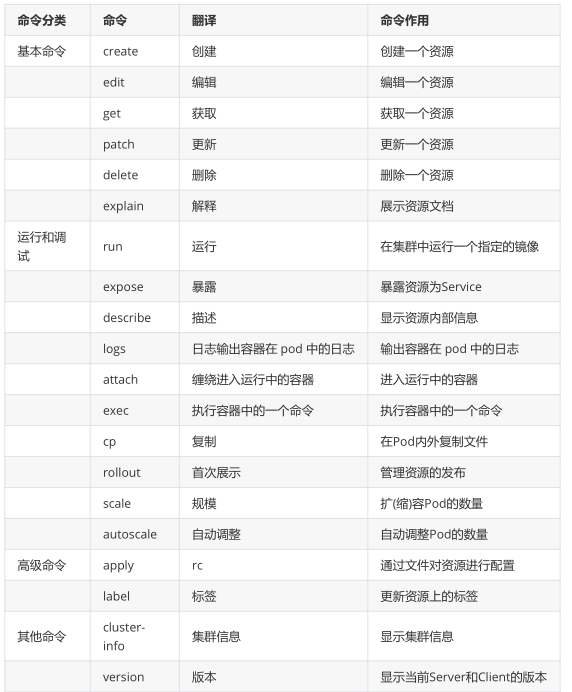 命令分类 命令 翻译 命令作用
基本命令 create 创建 创建一个资源
edit 编辑 编辑一个资源
get 获取 获取一个资源
patch 更新 更新一个资源
delete 删除 删除一个资源
explain 解释 展示资源文档
运行和调
试 run 运行 在集群中运行一个指定的镜像
expose 暴露 暴露资源为Service
describe 描述 显示资源内部信息
logs 日志输出容器在 pod 中的日志 输出容器在 pod 中的日志
attach 缠绕进入运行中的容器 进入运行中的容器
exec 执行容器中的一个命令 执行容器中的一个命令
cp 复制 在Pod内外复制文件
rollout 首次展示 管理资源的发布
scale 规模 扩(缩)容Pod的数量
autoscale 自动调整 自动调整Pod的数量
高级命令 apply rc 通过文件对资源进行配置
label 标签 更新资源上的标签
其他命令 cluster-
info 集群信息 显示集群信息
version 版本 显示当前Server和Client的版本